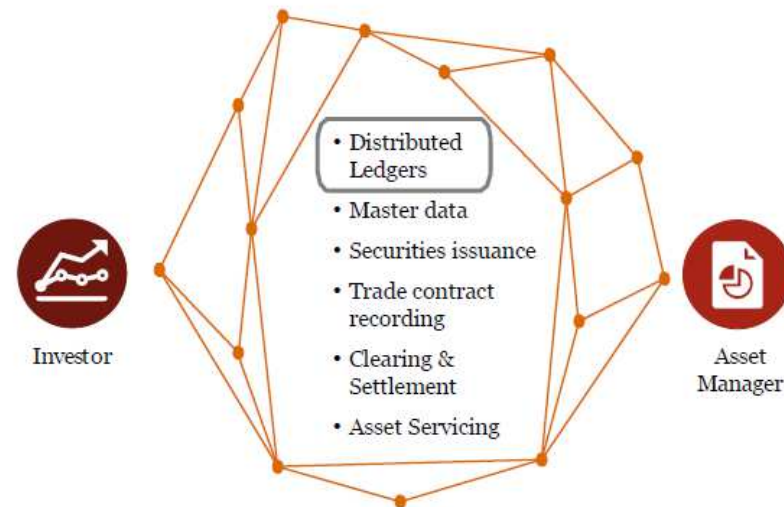 • Distributed
Ledgers
• Master data
• Securities issuance
• Trade contract
recording
• Clearing &
Settlement
• Asset Servicing
Investor
Asset
Manager